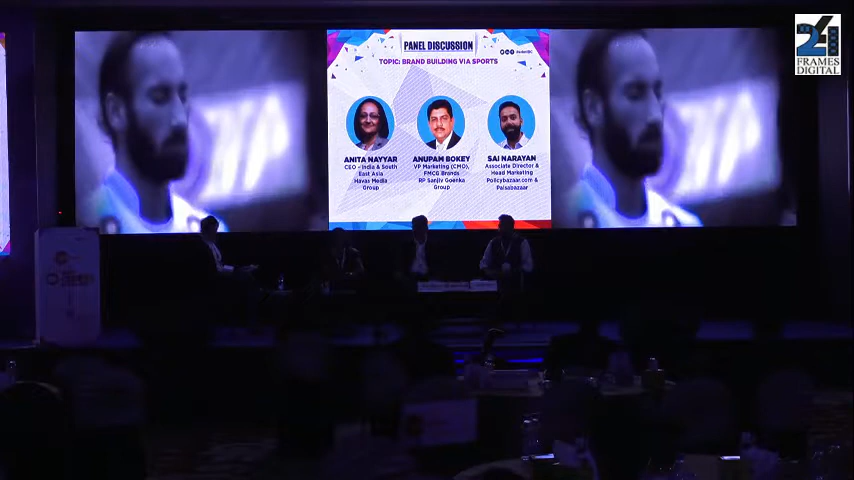 24
FRAMES
DIGITAL
PANEL DISCUSSION
TOPIC: BRAND BUILDING VIA SPORTS
ANITA NAYYAR
CEO - India & South
East Asia
Havas Media
Group
ANUPAM BOKEY
VP Marketing (CMO),
FMCG Brands
RP Sanjiv Goenka
Group
SAI NARAYAN
Associate Director &
Head Marketing
Policybazaar.com &
Paisabazaar